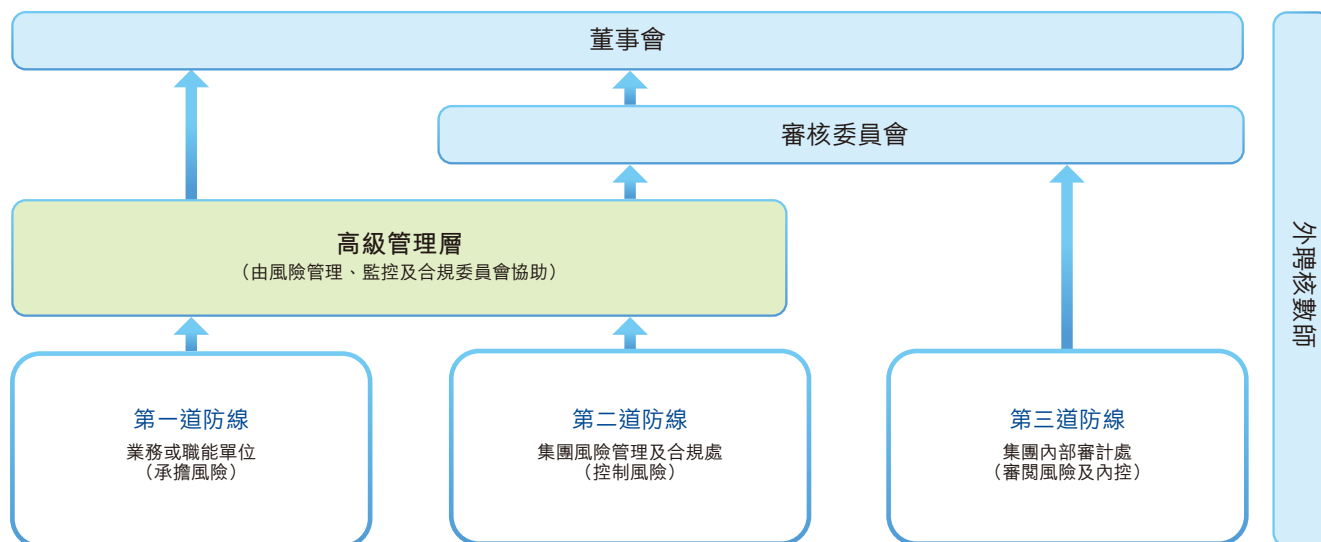 董事會
審核委員會
高級管理層
（由風險管理、監控及合規委員會協助）
第一道防線
業務或職能單位
（承擔風險）
第二道防線
集團風險管理及合規處
（控制風險）
第三道防線
集團內部審計處
（審閲風險及內控）
外聘核數師